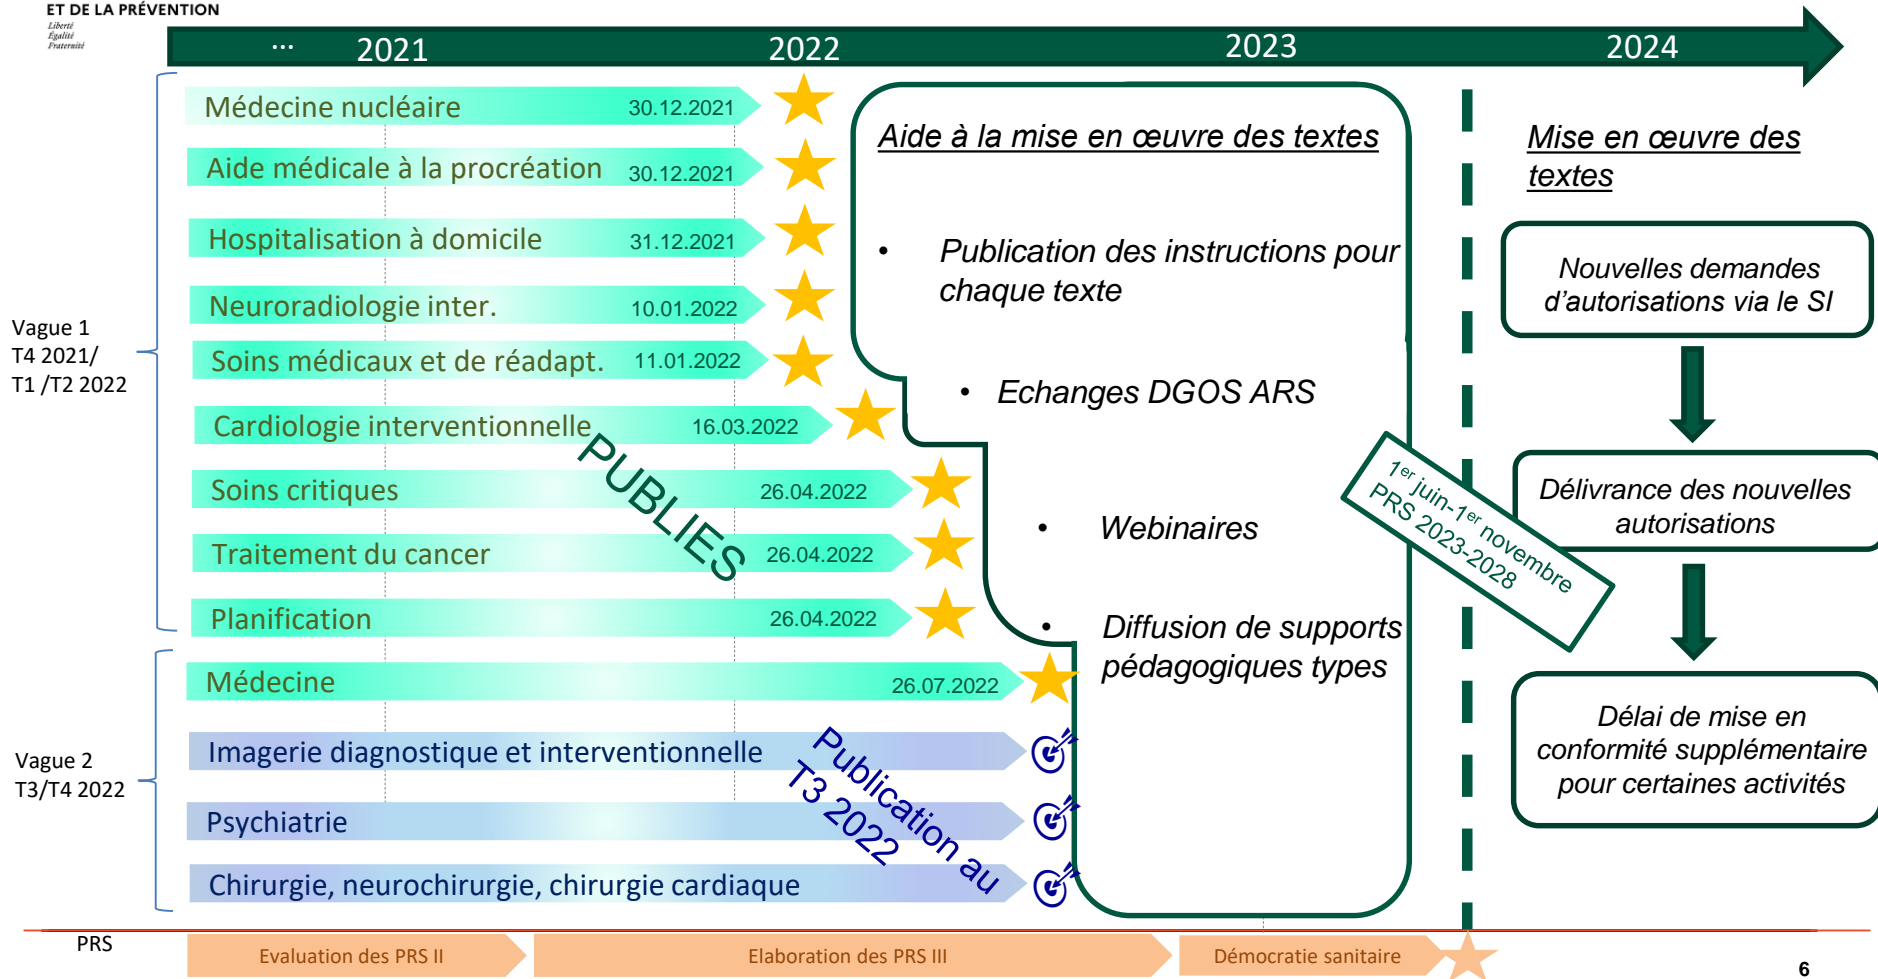 ET DE LA PRÉVENTION
Liberté
Égalité
Fraternité
... 2021 2022 2023 2024
Vague 1
T4 2021/
T1 /T2 2022
Médecine nucléaire 30.12.2021
Aide médicale à la procréation 30.12.2021
Hospitalisation à domicile 31.12.2021
Neuroradiologie inter. 10.01.2022
Soins médicaux et de réadapt. 11.01.2022
Cardiologie interventionnelle 16.03.2022
Soins critiques 26.04.2022
Traitement du cancer 26.04.2022
Planification 26.04.2022
PUBLIES
Vague 2
T3/T4 2022
Médecine 26.07.2022
Imagerie diagnostique et interventionnelle
Psychiatrie
Chirurgie, neurochirurgie, chirurgie cardiaque
Publication au
T3 2022
Aide à la mise en œuvre des textes
• Publication des instructions pour
chaque texte
• Echanges DGOS ARS
• Webinaires
• Diffusion de supports
pédagogiques types
1er juin-1er novembre
PRS 2023-2028
Mise en œuvre des
textes
Nouvelles demandes
d'autorisations via le SI
Délivrance des nouvelles
autorisations
Délai de mise en
conformité supplémentaire
pour certaines activités
PRS
Evaluation des PRS II
Elaboration des PRS III
Démocratie sanitaire
6